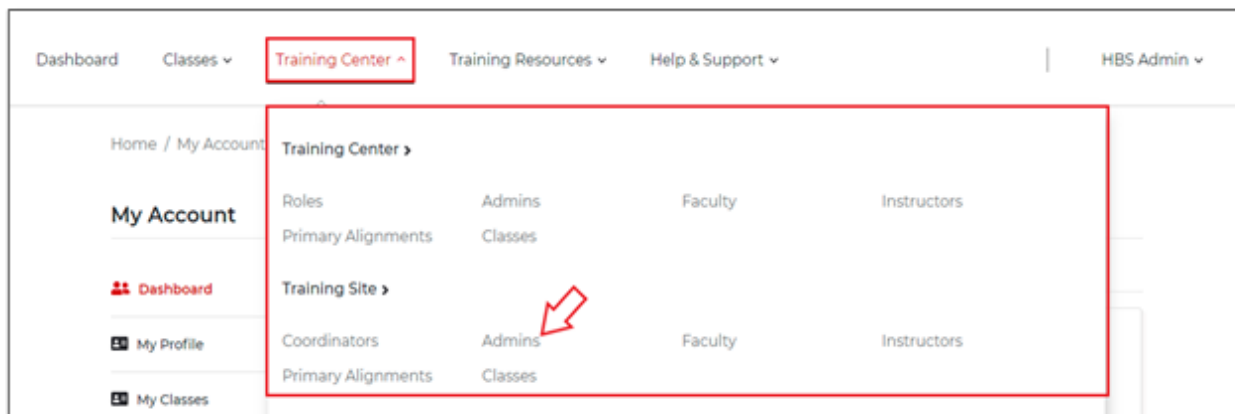 Dashboard Classes Training Center Training Resources Help & Support HBS Admin
Home / My Account
Training Center >
Roles Admins Faculty Instructors
My Account
Primary Alignments Classes
Dashboard
Training Site >
My Profile
Coordinators Admins Faculty Instructors
Primary Alignments Classes
My Classes